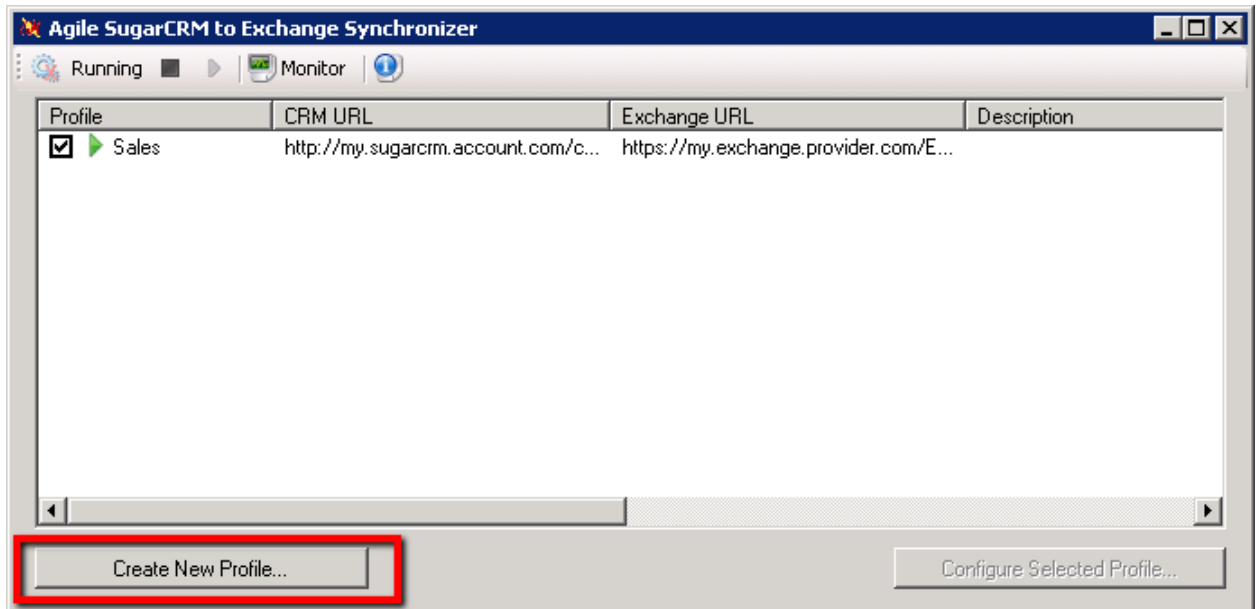 Agile SugarCRM to Exchange Synchronizer
Running Monitor
Profile CRM URL Exchange URL Description
Sales http://my.sugarcrm.account.com/c... https://my.exchange.provider.com/E...
Create New Profile... Configure Selected Profile...